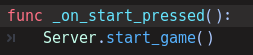 func _on_start_pressed():
    Server.start_game()